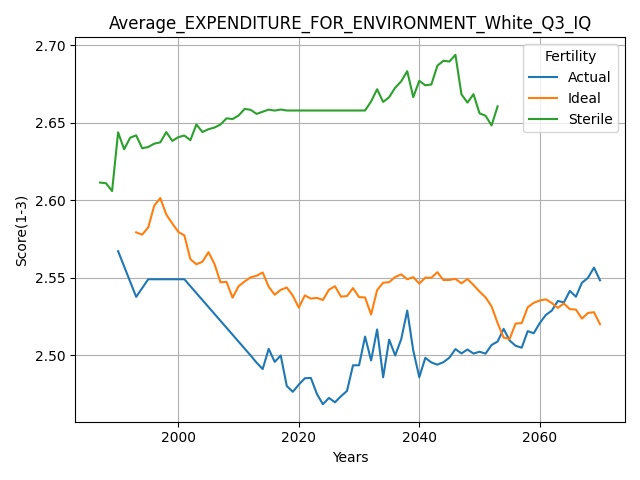 Average_EXPENDITURE_FOR_ENVIRONMENT_White_Q3_IQ
2.70
2.65
2.60
2.55
2.50
Score(1-3)
Fertility
Actual
Ideal
Sterile
2000 2020 2040 2060
Years